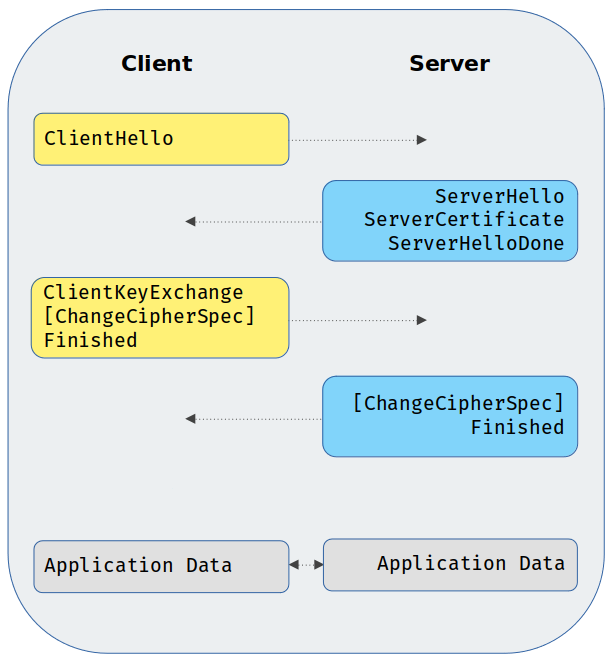 Client
Server
ClientHello
ServerHello
ServerCertificate
ServerHelloDone
ClientKeyExchange
[ChangeCipherSpec]
Finished
[ChangeCipherSpec]
Finished
Application Data
Application Data